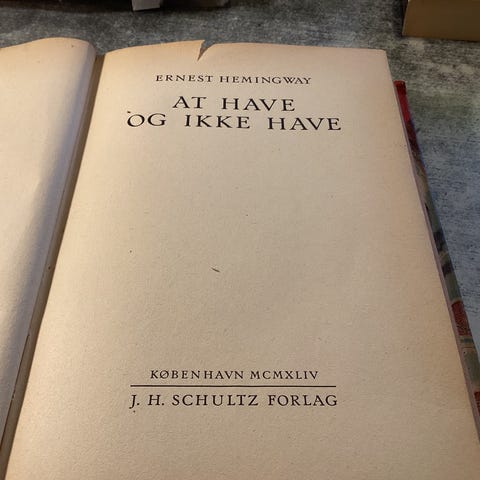 ERNEST HEMINGWAY
AT HAVE
OG IKKE HAVE
KØBENHAVN MCMXLIV
J. H. SCHULTZ FORLAG